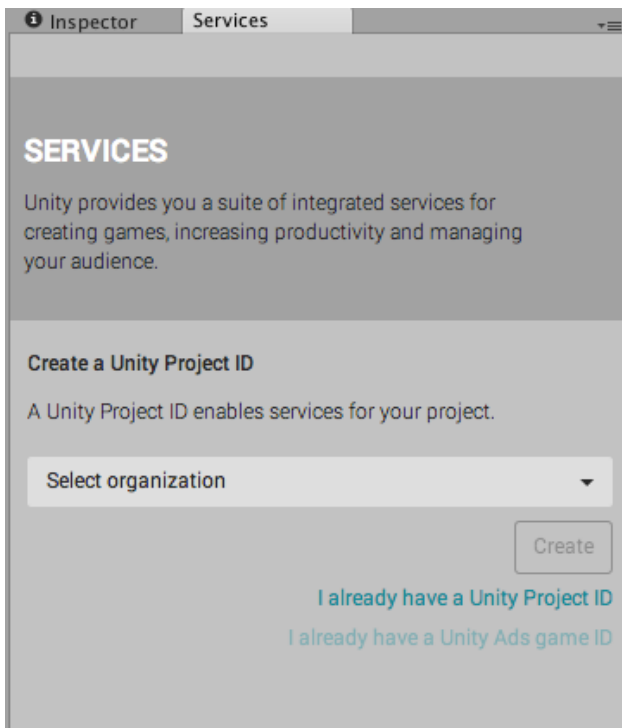 Inspector
Services
SERVICES
Unity provides you a suite of integrated services for
creating games, increasing productivity and managing
your audience.
Create a Unity Project ID
A Unity Project ID enables services for your project.
Select organization
Create
I already have a Unity Project ID
I already have a Unity Ads game ID